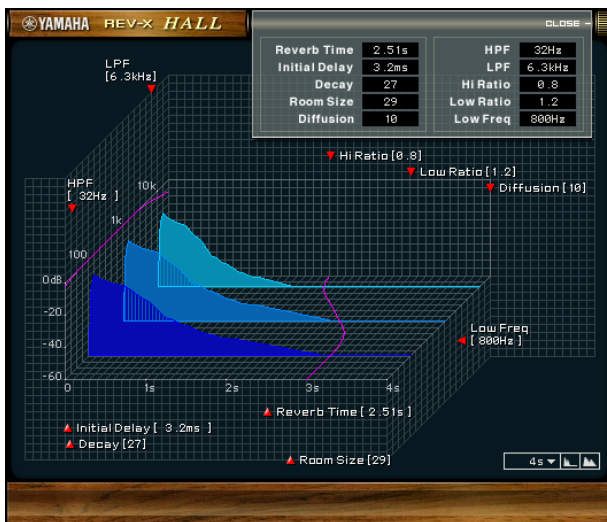 YAMAHA REV-X HALL
CLOSE -
Reverb Time 2.51s HPF 32Hz
Initial Delay 3.2ms LPF 6.3kHz
Decay 27 Hi Ratio 0.8
Room Size 29 Low Ratio 1.2
Diffusion 10 Low Freq 800Hz
LPF
[6.3kHz]
Hi Ratio [0.8]
Low Ratio [1.2]
Diffusion [10]
HPF
[ 32Hz ]
10k
1k
100
0dB
-20
-40
-60
0 1s 2s 3s 4s
Low Freq
[ 800Hz ]
Reverb Time [ 2.51s ]
Initial Delay [ 3.2ms ]
Decay [27]
Room Size [29]
4s